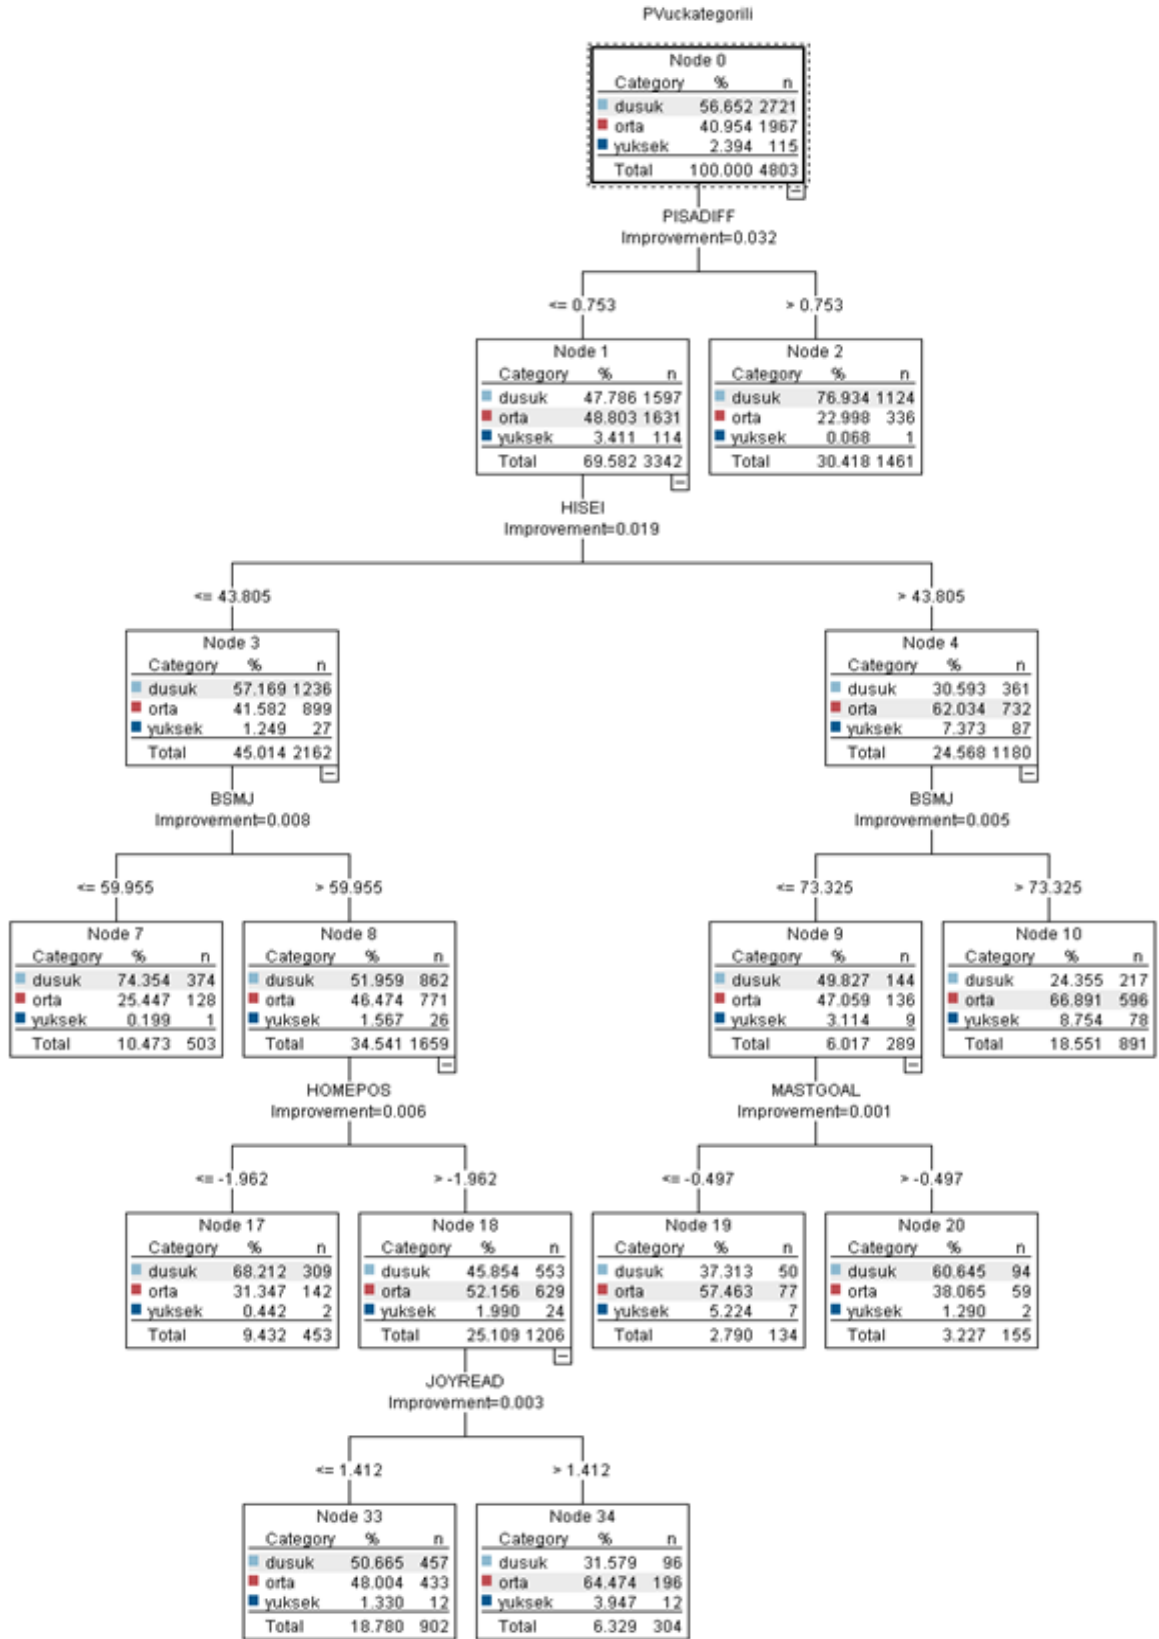 PVuckategorili
Node 0
Category % n
dusuk 56.652 2721
orta 40.954 1967
yuksek 2.394 115
Total 100.000 4803
PISADIFF
Improvement=0.032
<= 0.753
> 0.753
Node 1
Category % n
dusuk 47.786 1597
orta 48.803 1631
yuksek 3.411 114
Total 69.582 3342
Node 2
Category % n
dusuk 76.934 1124
orta 22.998 336
yuksek 0.068 1
Total 30.418 1461
HISEI
Improvement=0.019
<= 43.805
> 43.805
Node 3
Category % n
dusuk 57.169 1236
orta 41.582 899
yuksek 1.249 27
Total 45.014 2162
Node 4
Category % n
dusuk 30.593 361
orta 62.034 732
yuksek 7.373 87
Total 24.568 1180
BSMJ
Improvement=0.008
BSMJ
Improvement=0.005
<= 59.955
> 59.955
<= 73.325
> 73.325
Node 7
Category % n
dusuk 74.354 374
orta 25.447 128
yuksek 0.199 1
Total 10.473 503
Node 8
Category % n
dusuk 51.959 862
orta 46.474 771
yuksek 1.567 26
Total 34.541 1659
Node 9
Category % n
dusuk 49.827 144
orta 47.059 136
yuksek 3.114 9
Total 6.017 289
Node 10
Category % n
dusuk 24.355 217
orta 66.891 596
yuksek 8.754 78
Total 18.551 891
HOMEPOS
Improvement=0.006
MASTGOAL
Improvement=0.001
<= -1.962
> -1.962
<= -0.497
> -0.497
Node 17
Category % n
dusuk 68.212 309
orta 31.347 142
yuksek 0.442 2
Total 9.432 453
Node 18
Category % n
dusuk 45.854 553
orta 52.156 629
yuksek 1.990 24
Total 25.109 1206
Node 19
Category % n
dusuk 37.313 50
orta 57.463 77
yuksek 5.224 7
Total 2.790 134
Node 20
Category % n
dusuk 60.645 94
orta 38.065 59
yuksek 1.290 2
Total 3.227 155
JOYREAD
Improvement=0.003
<= 1.412
> 1.412
Node 33
Category % n
dusuk 50.665 457
orta 48.004 433
yuksek 1.330 12
Total 18.780 902
Node 34
Category % n
dusuk 31.579 96
orta 64.474 196
yuksek 3.947 12
Total 6.329 304